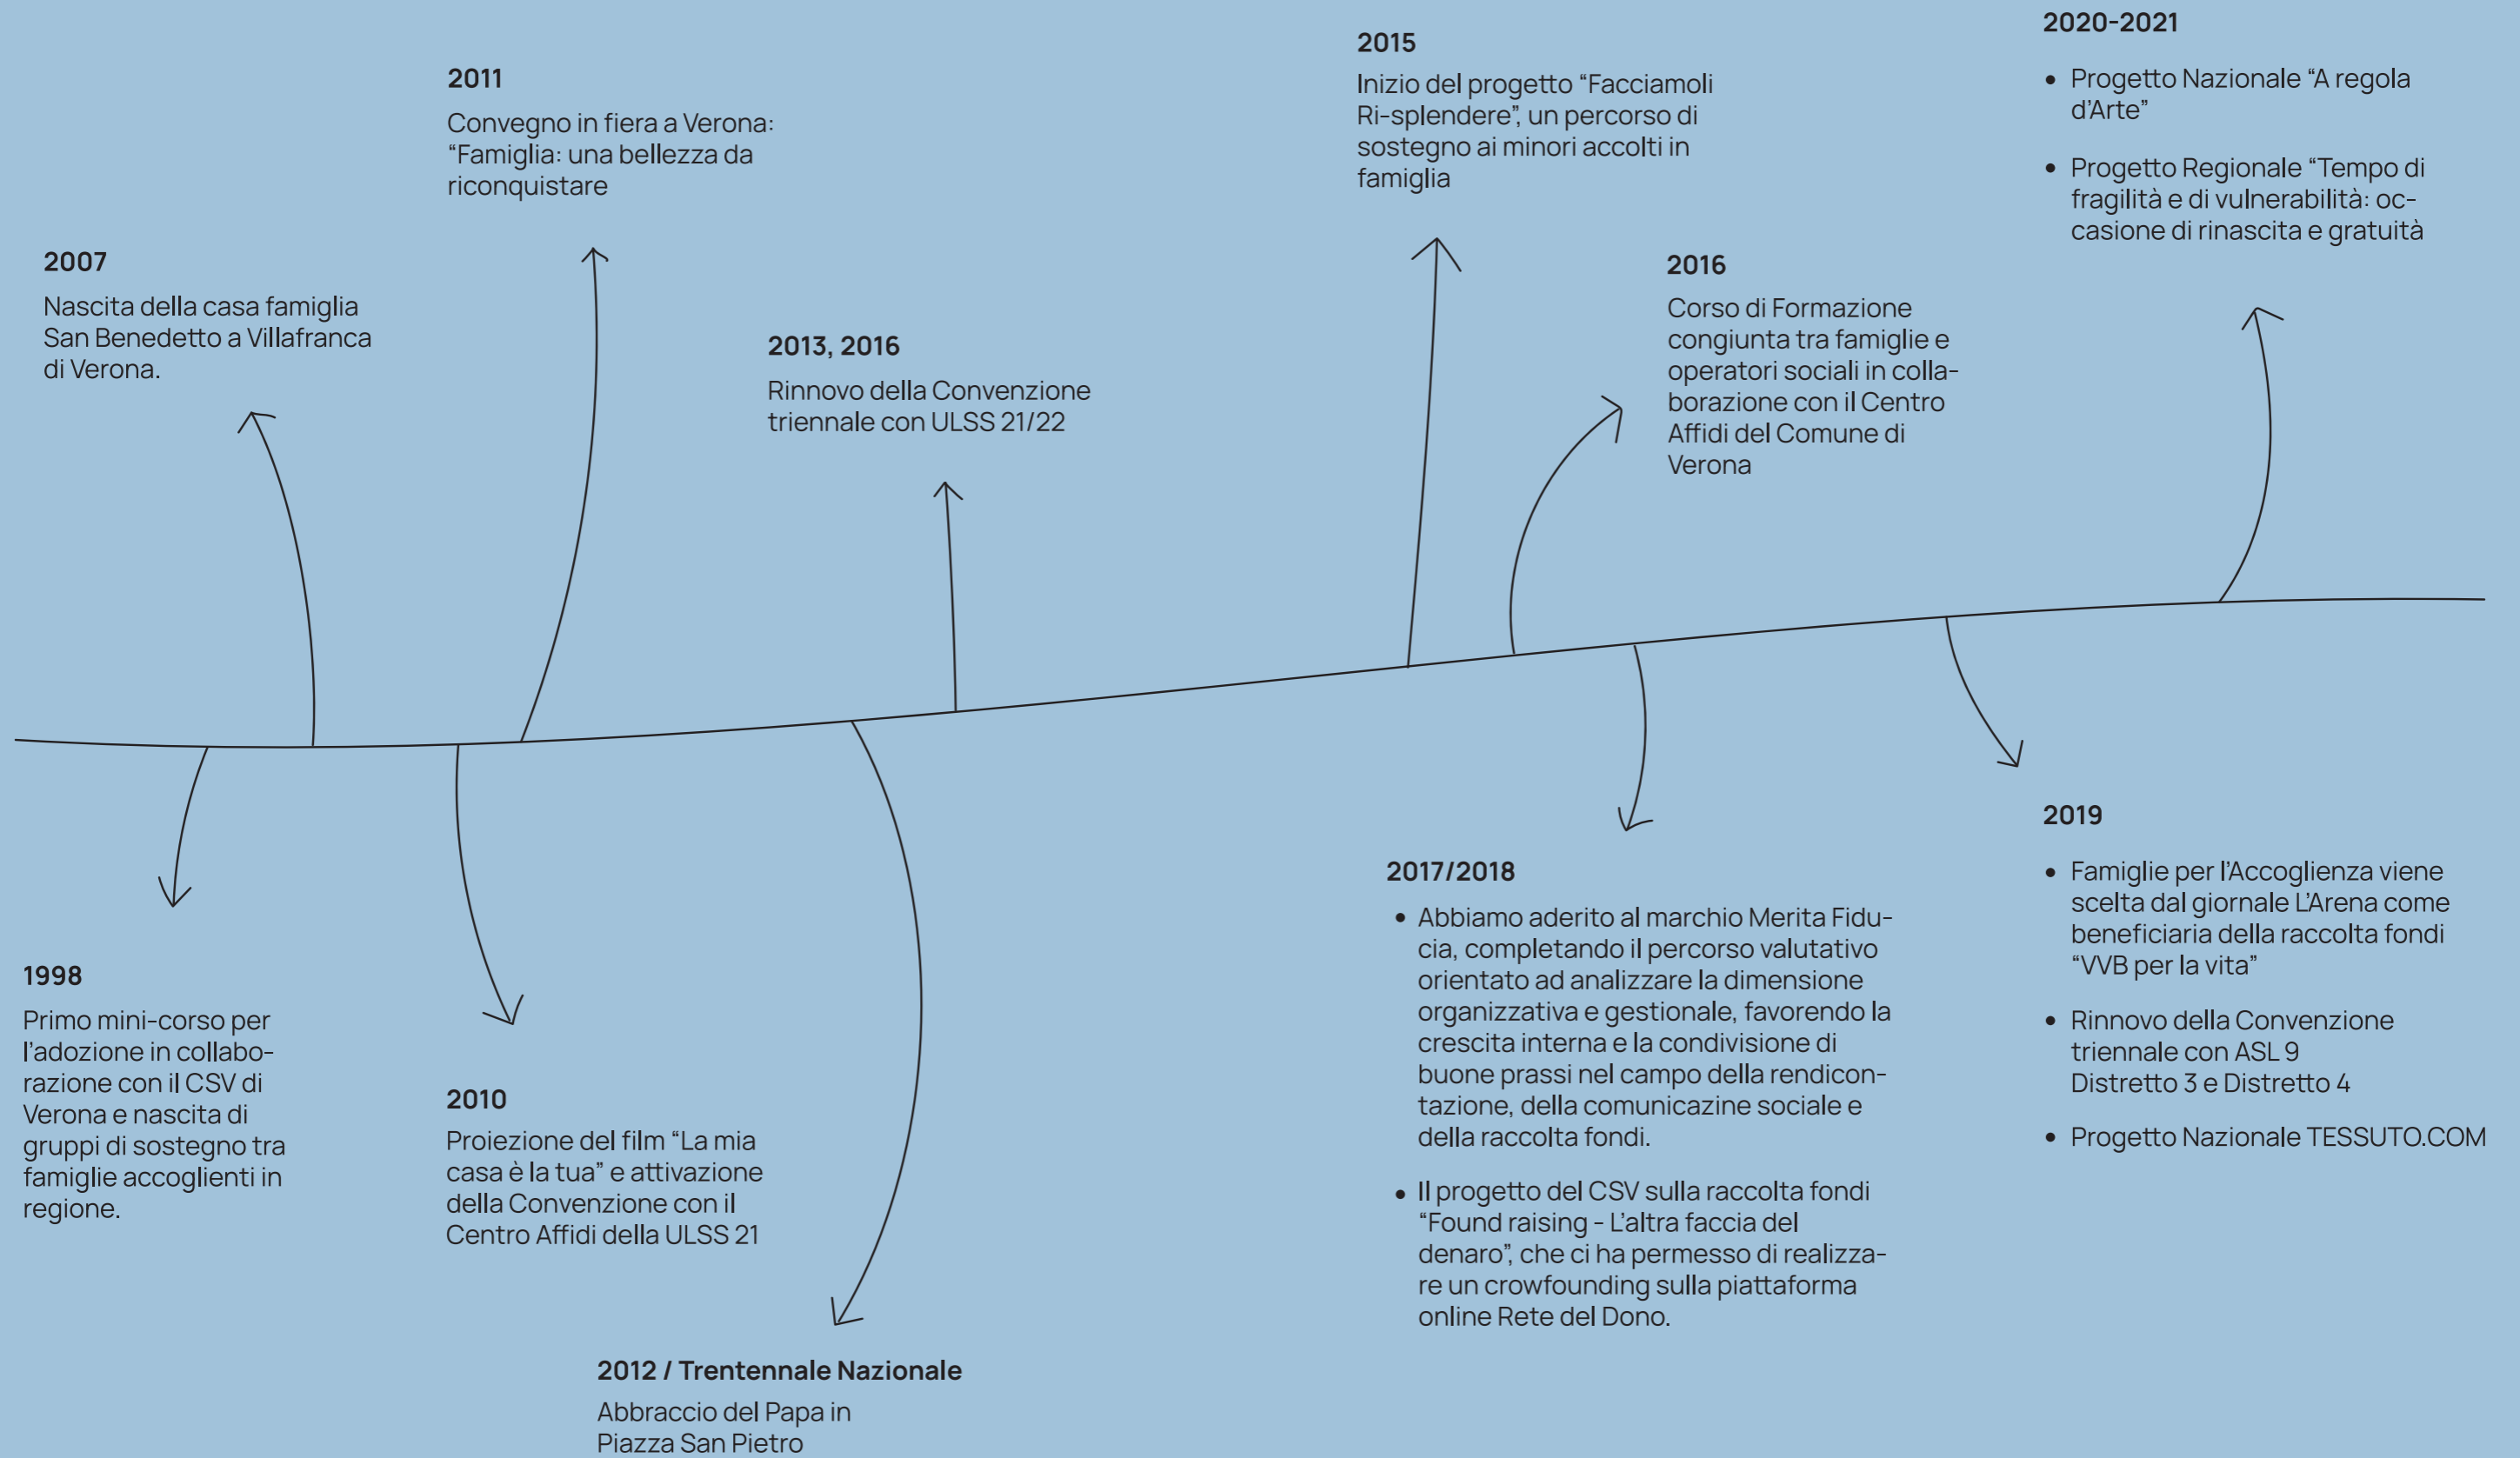 2007
Nascita della casa famiglia
San Benedetto a Villafranca
di Verona.
2011
Convegno in fiera a Verona:
“Famiglia: una bellezza da
riconquistare
2013, 2016
Rinnovo della Convenzione
triennale con ULSS 21/22
2015
Inizio del progetto “Facciamoli
Ri-splendere”, un percorso di
sostegno ai minori accolti in
famiglia
2016
Corso di Formazione
congiunta tra famiglie e
operatori sociali in colla-
borazione con il Centro
Affidi del Comune di
Verona
2020-2021
• Progetto Nazionale “A regola
d’Arte”
• Progetto Regionale “Tempo di
fragilità e di vulnerabilità: oc-
casione di rinascita e gratuità
1998
Primo mini-corso per
l’adozione in collabo-
razione con il CSV di
Verona e nascita di
gruppi di sostegno tra
famiglie accoglienti in
regione.
2010
Proiezione del film “La mia
casa è la tua” e attivazione
della Convenzione con il
Centro Affidi della ULSS 21
2012 / Trentennale Nazionale
Abbraccio del Papa in
Piazza San Pietro
2017/2018
• Abbiamo aderito al marchio Merita Fidu-
cia, completando il percorso valutativo
orientato ad analizzare la dimensione
organizzativa e gestionale, favorendo la
crescita interna e la condivisione di
buone prassi nel campo della rendicon-
tazione, della comunicazine sociale e
della raccolta fondi.
• Il progetto del CSV sulla raccolta fondi
“Found raising - L’altra faccia del
denaro”, che ci ha permesso di realizza-
re un crowfounding sulla piattaforma
online Rete del Dono.
2019
• Famiglie per l’Accoglienza viene
scelta dal giornale L’Arena come
beneficiaria della raccolta fondi
“VVB per la vita”
• Rinnovo della Convenzione
triennale con ASL 9
Distretto 3 e Distretto 4
• Progetto Nazionale TESSUTO.COM